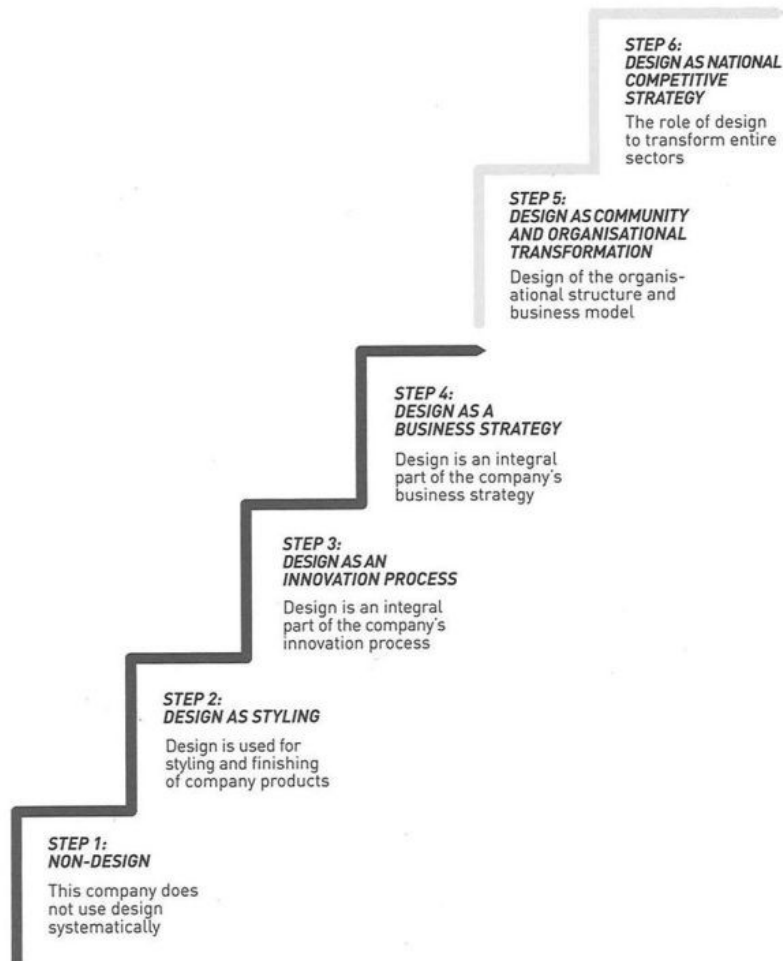 STEP 6:
DESIGN AS NATIONAL
COMPETITIVE
STRATEGY
The role of design
to transform entire
sectors
STEP 5:
DESIGN AS COMMUNITY
AND ORGANISATIONAL
TRANSFORMATION
Design of the organis-
ational structure and
business model
STEP 4:
DESIGN AS A
BUSINESS STRATEGY
Design is an integral
part of the company's
business strategy
STEP 3:
DESIGN AS AN
INNOVATION PROCESS
Design is an integral
part of the company's
innovation process
STEP 2:
DESIGN AS STYLING
Design is used for
styling and finishing
of company products
STEP 1:
NON-DESIGN
This company does
not use design
systematically